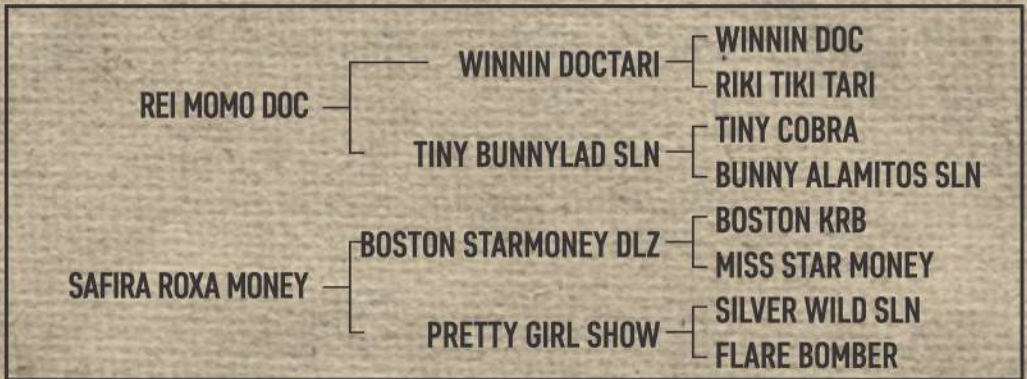 WINNIN DOC
WINNIN DOCTARI
RIKI TIKI TARI
REI MOMO DOC
TINY COBRA
TINY BUNNYLAD SLN
BUNNY ALAMITOS SLN
BOSTON KRB
BOSTON STARMONEY DLZ
MISS STAR MONEY
SAFIRA ROXA MONEY
SILVER WILD SLN
PRETTY GIRL SHOW
FLARE BOMBER